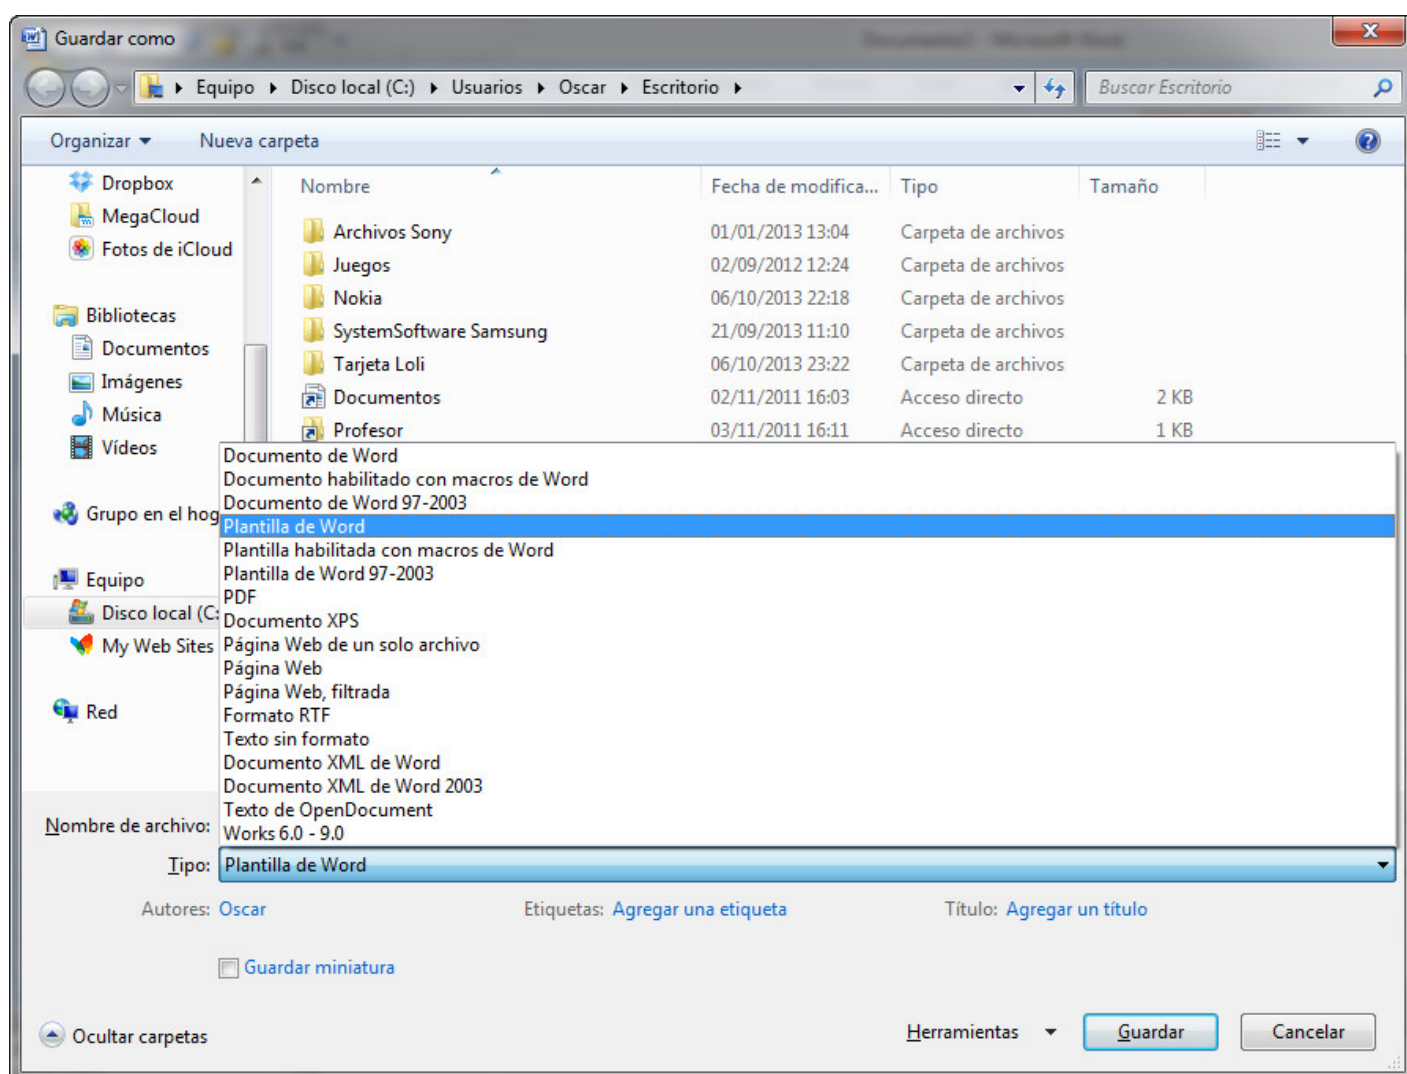 Guardar como
Equipo Disco local (C:) Usuarios Oscar Escritorio Buscar Escritorio
Organizar Nueva carpeta
Dropbox
MegaCloud
Fotos de iCloud
Bibliotecas
Documentos
Imágenes
Música
Vídeos
Grupo en el hog
Equipo
Disco local (C:
My Web Sites
Red
Nombre Fecha de modifica... Tipo Tamaño
Archivos Sony 01/01/2013 13:04 Carpeta de archivos
Juegos 02/09/2012 12:24 Carpeta de archivos
Nokia 06/10/2013 22:18 Carpeta de archivos
SystemSoftware Samsung 21/09/2013 11:10 Carpeta de archivos
Tarjeta Loli 06/10/2013 23:22 Carpeta de archivos
Documentos 02/11/2011 16:03 Acceso directo 2 KB
Profesor 03/11/2011 16:11 Acceso directo 1 KB
Documento de Word
Documento habilitado con macros de Word
Documento de Word 97-2003
Plantilla de Word
Plantilla habilitada con macros de Word
Plantilla de Word 97-2003
PDF
Documento XPS
Página Web de un solo archivo
Página Web
Página Web, filtrada
Formato RTF
Texto sin formato
Documento XML de Word
Documento XML de Word 2003
Texto de OpenDocument
Works 6.0 - 9.0
Nombre de archivo:
Tipo: Plantilla de Word
Autores: Oscar Etiquetas: Agregar una etiqueta Título: Agregar un título
Guardar miniatura
Ocultar carpetas Herramientas Guardar Cancelar